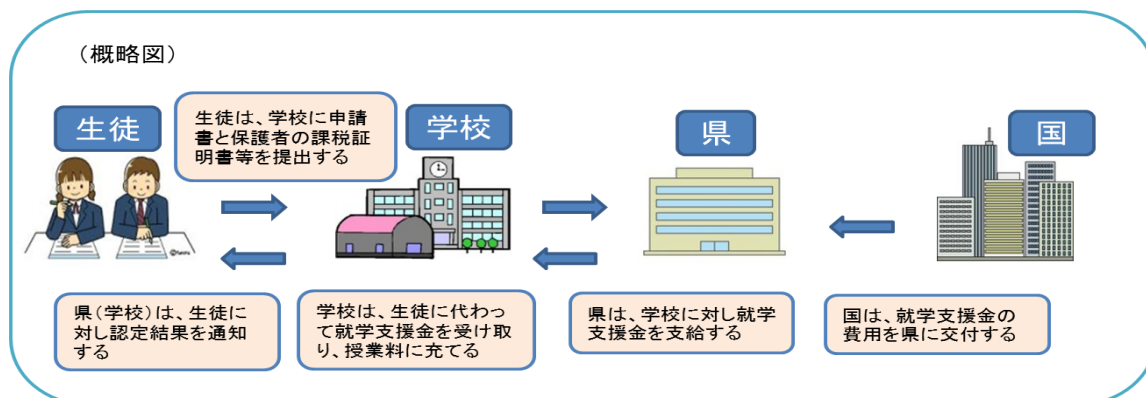 （概略図）
生徒
生徒は、学校に申請
書と保護者の課税証
明書等を提出する
学校
県
国
県（学校）は、生徒に
対し認定結果を通知
する
学校は、生徒に代わって
就学支援金を受け取
り、授業料に充てる
県は、学校に対し就学
支援金を支給する
国は、就学支援金の
費用を県に交付する